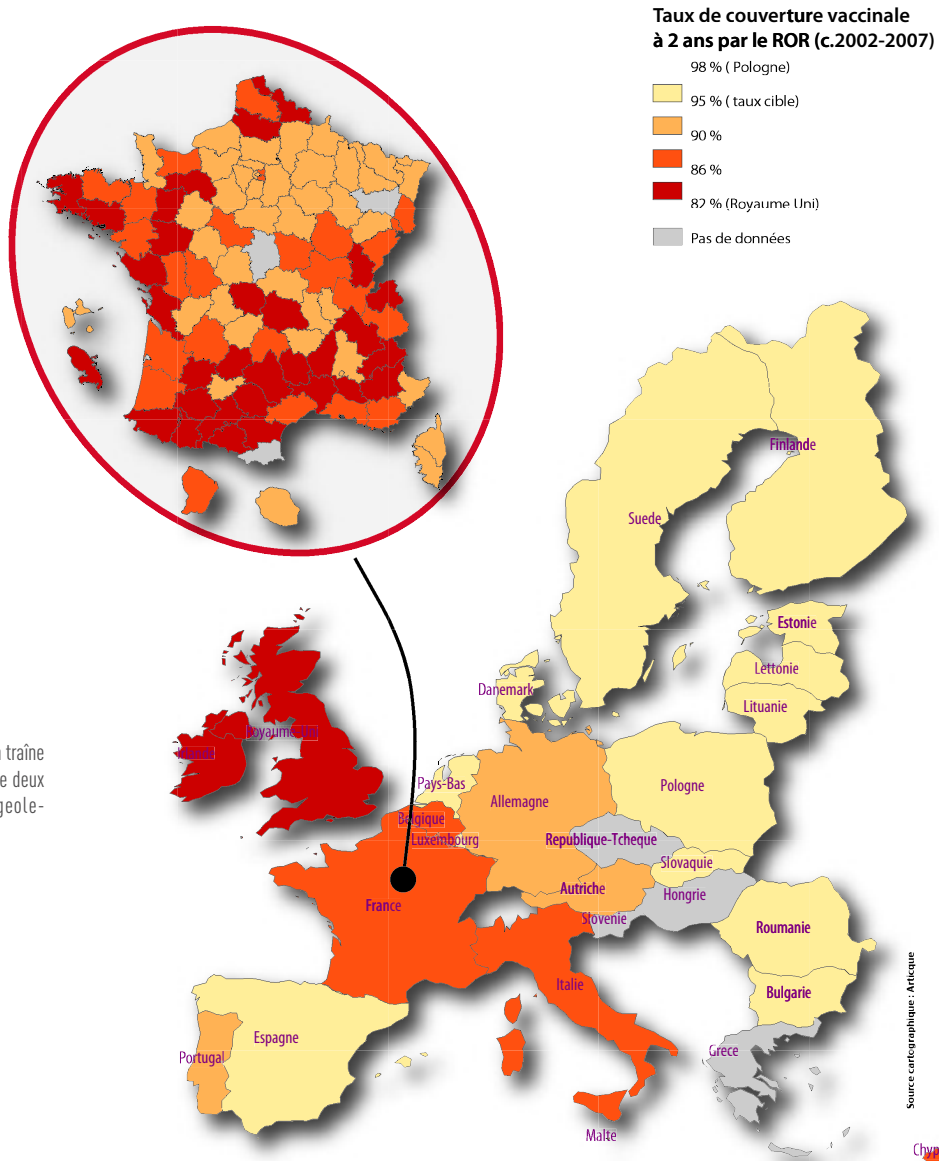 Taux de couverture vaccinale
à 2 ans par le ROR (c.2002-2007)
98 % ( Pologne)
95 % ( taux cible)
90 %
86 %
82 % (Royaume Uni)
Pas de données
Finlande
Suede
Estonie
Lettonie
Lituanie
Danemark
Royaume-Uni
Irlande
traîne
e deux
geole-
Pays-Bas
Allemagne
Pologne
Belgique
Luxembourg
Republique-Tcheque
Slovaquie
Autriche
Hongrie
France
Slovenie
Roumanie
Italie
Bulgarie
Espagne
Portugal
Grece
Malte
Source cartographique : Articcque
Chyp